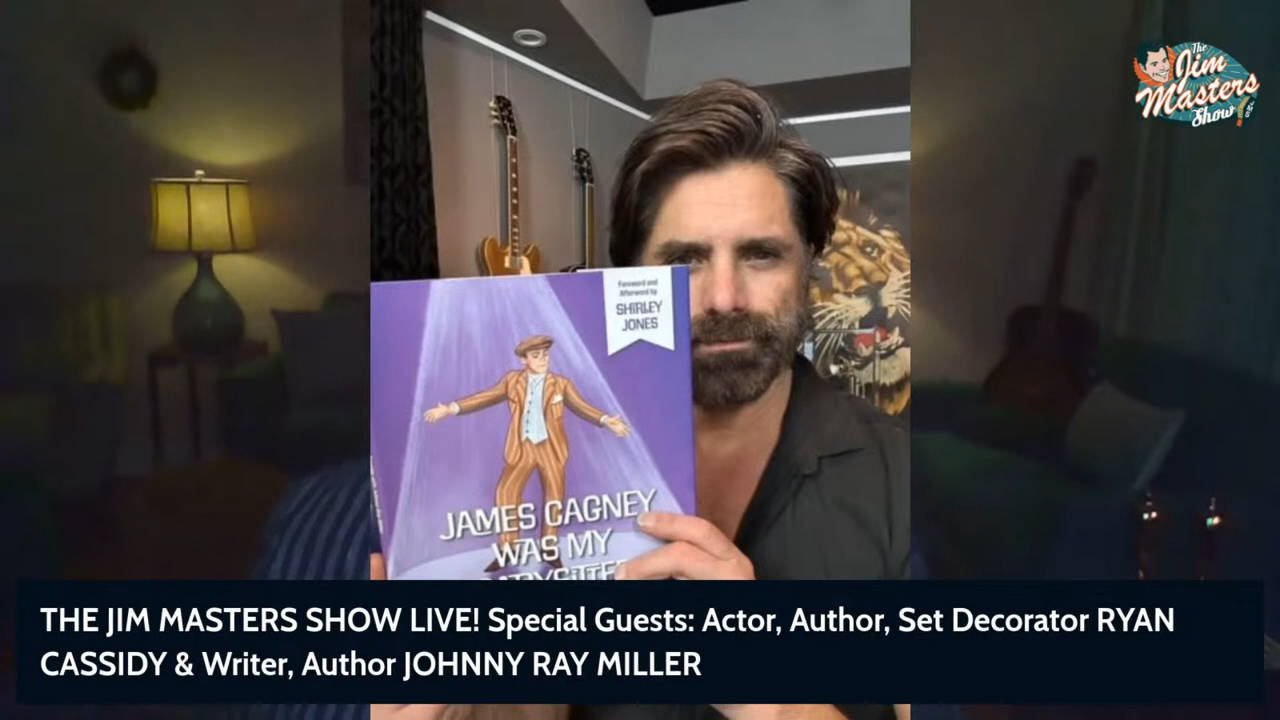 The
Jim
Masters
Show
LIVE
Foreword and
Afterword by
SHIRLEY
JONES
JAMES CAGNEY
WAS MY
THE JIM MASTERS SHOW LIVE! Special Guests: Actor, Author, Set Decorator RYAN
CASSIDY & Writer, Author JOHNNY RAY MILLER